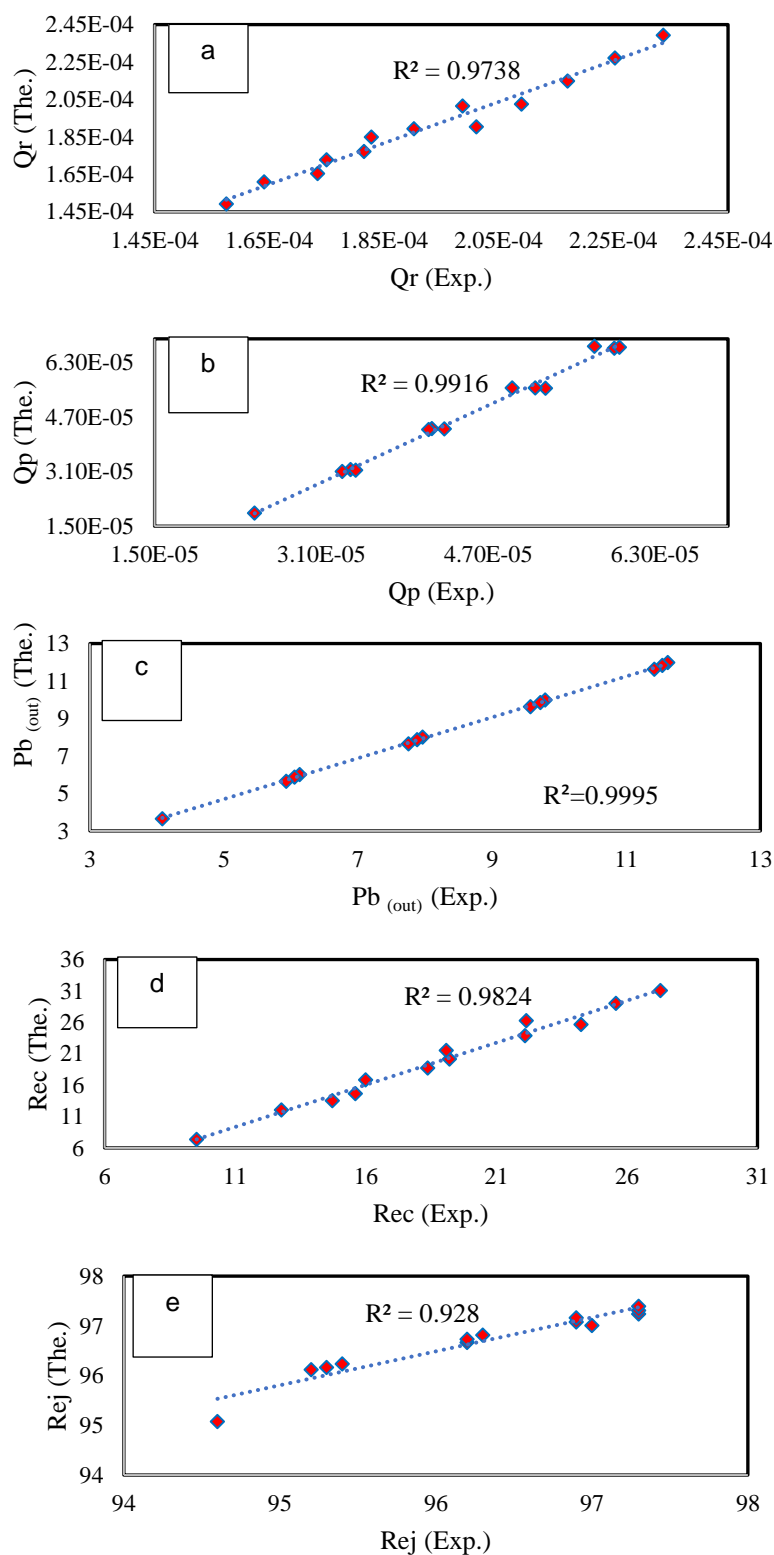 2.45E-04
2.25E-04
2.05E-04
1.85E-04
1.65E-04
1.45E-04
Qr (The.)
a
R² = 0.9738
1.45E-04 1.65E-04 1.85E-04 2.05E-04 2.25E-04 2.45E-04
Qr (Exp.)
6.30E-05
4.70E-05
3.10E-05
1.50E-05
Qp (The.)
b
R² = 0.9916
1.50E-05 3.10E-05 4.70E-05 6.30E-05
Qp (Exp.)
13
11
9
7
5
3
Pb (out) (The.)
c
R²=0.9995
3 5 7 9 11 13
Pb (out) (Exp.)
36
31
26
21
16
11
6
Rec (The.)
d
R² = 0.9824
6 11 16 21 26 31
Rec (Exp.)
98
97
96
95
94
Rej (The.)
e
R² = 0.928
94 95 96 97 98
Rej (Exp.)